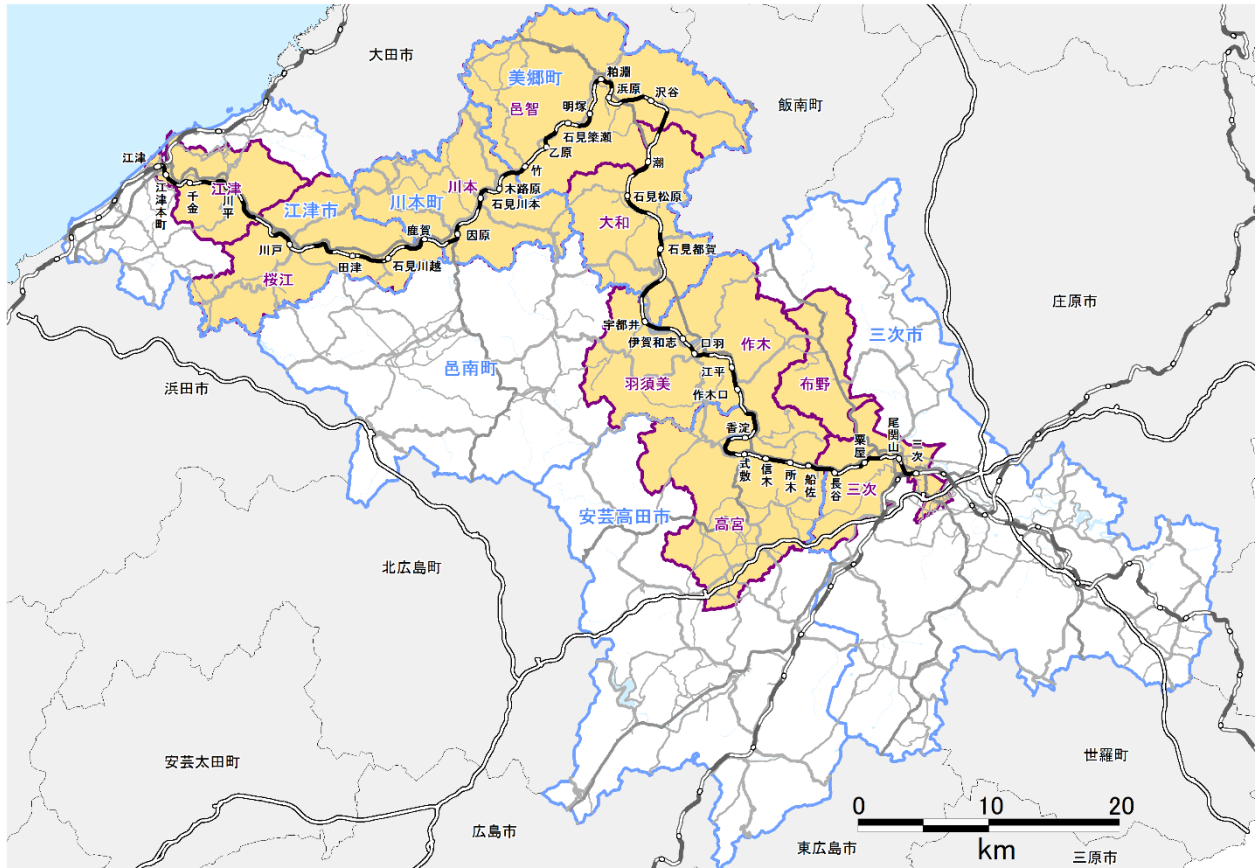 大田市
粕淵
美郷町
浜原
沢谷
飯南町
邑智
明塚
石見簗瀬
乙原
潮
江津
竹
江津本町
千金
川平
江津
江津市
川本町
川本
木路原
石見川本
石見松原
大和
鹿賀
因原
石見都賀
川戸
田津
石見川越
桜江
庄原市
宇都井
伊賀和志
口羽
作木
三次市
浜田市
邑南町
羽須美
江平
作木口
布野
香淀
粟屋
尾関山
三次
式敷
信木
所木
船佐
長谷
三次
安芸高田市
高宮
北広島町
安芸太田町
世羅町
0 10 20
km
広島市
東広島市
三原市